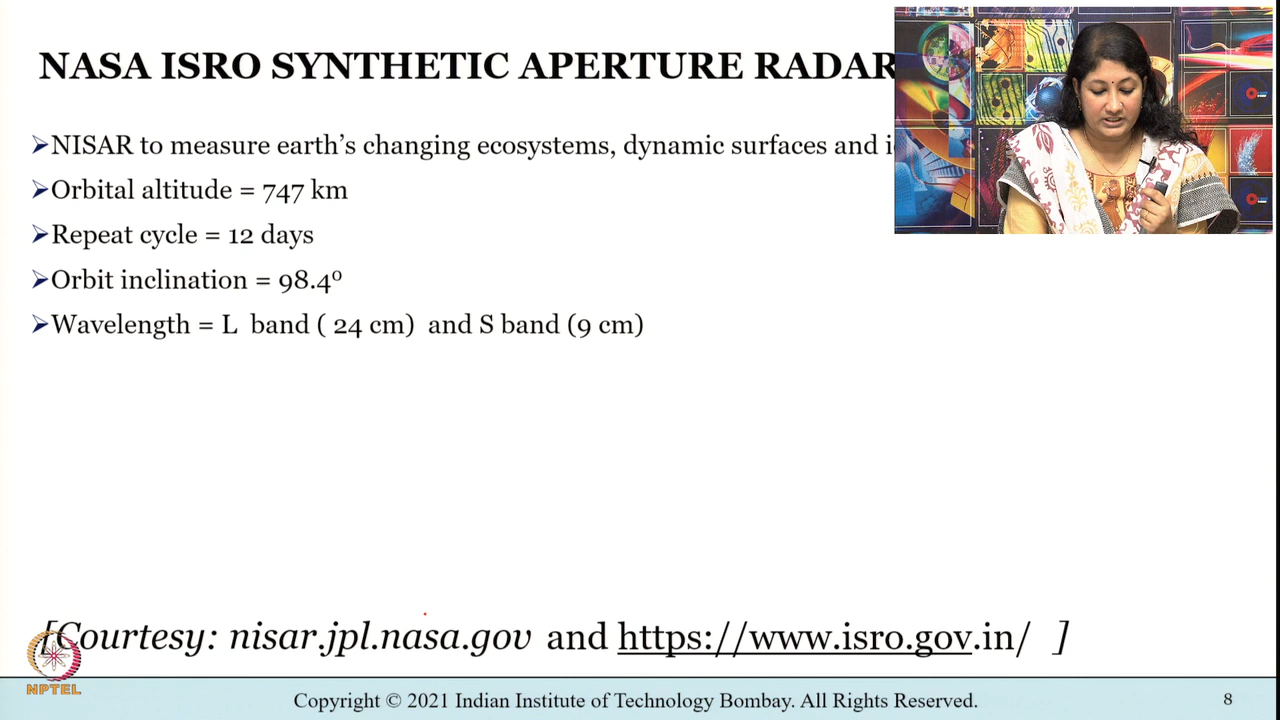 NASA ISRO SYNTHETIC APERTURE RADAR
➢NISAR to measure earth's changing ecosystems, dynamic surfaces and
➢Orbital altitude = 747 km
➢Repeat cycle = 12 days
➢Orbit inclination = 98.4⁰
➢Wavelength = L band ( 24 cm) and S band (9 cm)
[Courtesy: nisar.jpl.nasa.gov and https://www.isro.gov.in/ ]
NPTEL
Copyright © 2021 Indian Institute of Technology Bombay. All Rights Reserved.
8